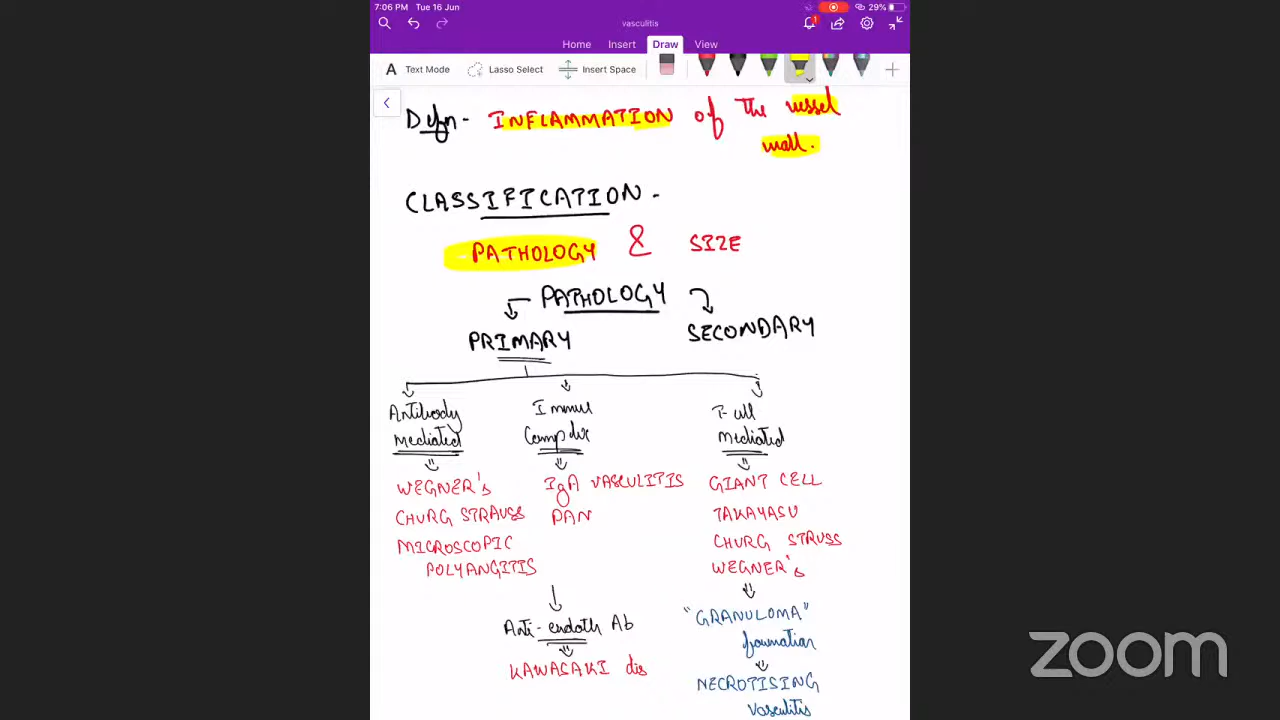 7:06 PM Tue 16 Jun
29%
vasculitis
1
Home Insert Draw View
A Text Mode Lasso Select Insert Space
Defn - INFLAMMATION of the vessel
wall.
CLASSIFICATION -
PATHOLOGY & SIZE
PATHOLOGY
PRIMARY SECONDARY
Antibody Immune T-cell
Mediated Complex Mediated
WEGNER's IgA VASCULITIS GIANT CELL
CHURG STRAUSS PAN TAKAYASU
MICROSCOPIC CHURG STRUSS
POLYANGITIS WEGNER's
"GRANULOMA"
Anti-endoth Ab formation
KAWASAKI dis NECROTISING
Vasculitis
zoom